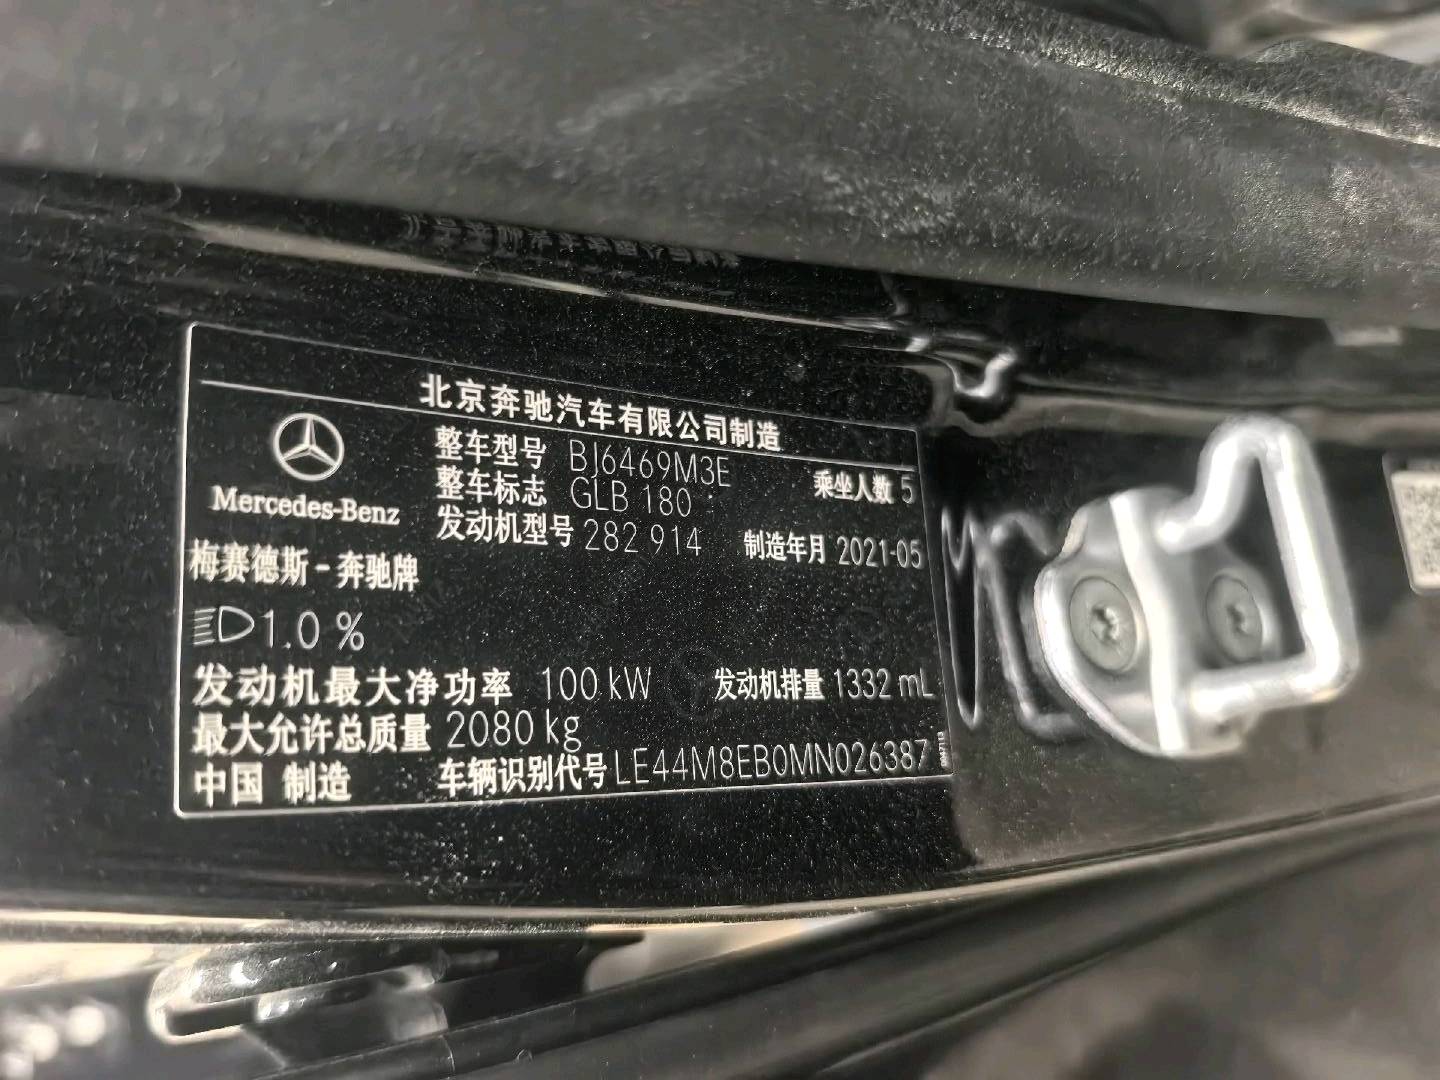 北京奔驰汽车有限公司制造
Mercedes-Benz
梅赛德斯-奔驰牌
整车型号 BJ6469M3E 乘坐人数 5
整车标志 GLB 180
发动机型号 282 914 制造年月 2021-05
1.0 %
发动机最大净功率 100 kW 发动机排量 1332 mL
最大允许总质量 2080 kg
中国 制造 车辆识别代号 LE44M8EB0MN026387